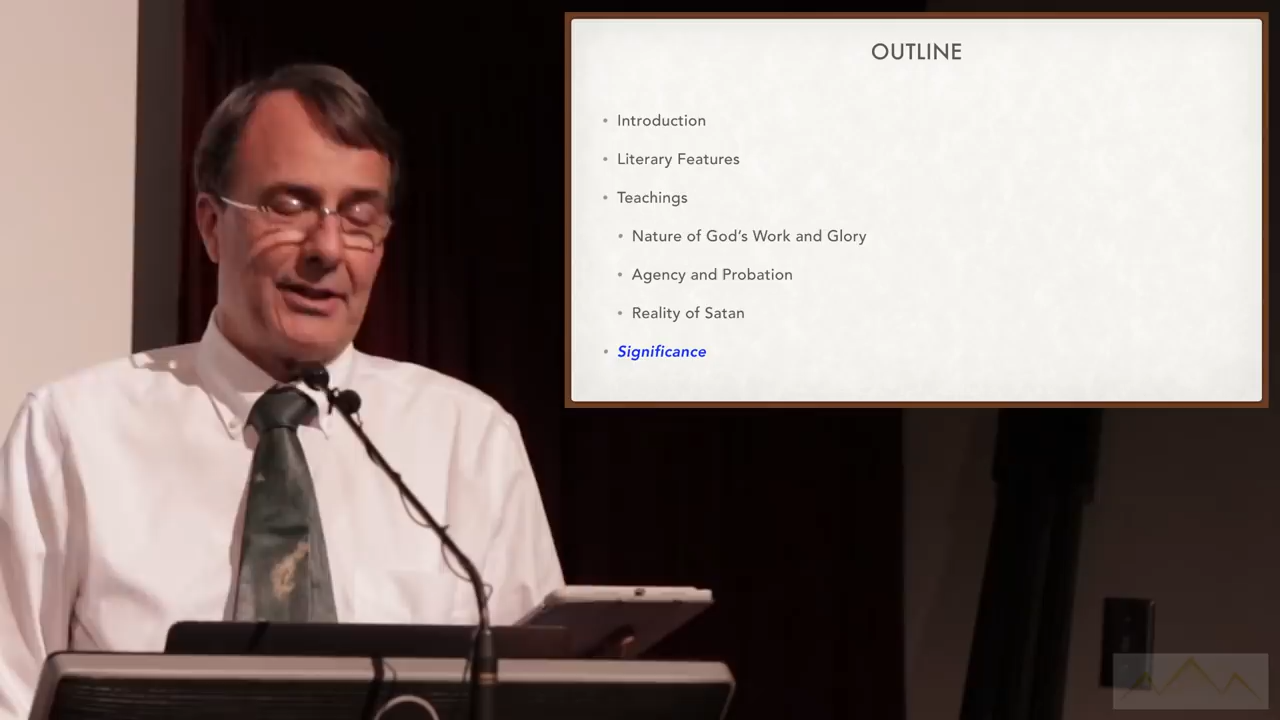 OUTLINE
• Introduction
• Literary Features
• Teachings
• Nature of God's Work and Glory
• Agency and Probation
• Reality of Satan
• Significance